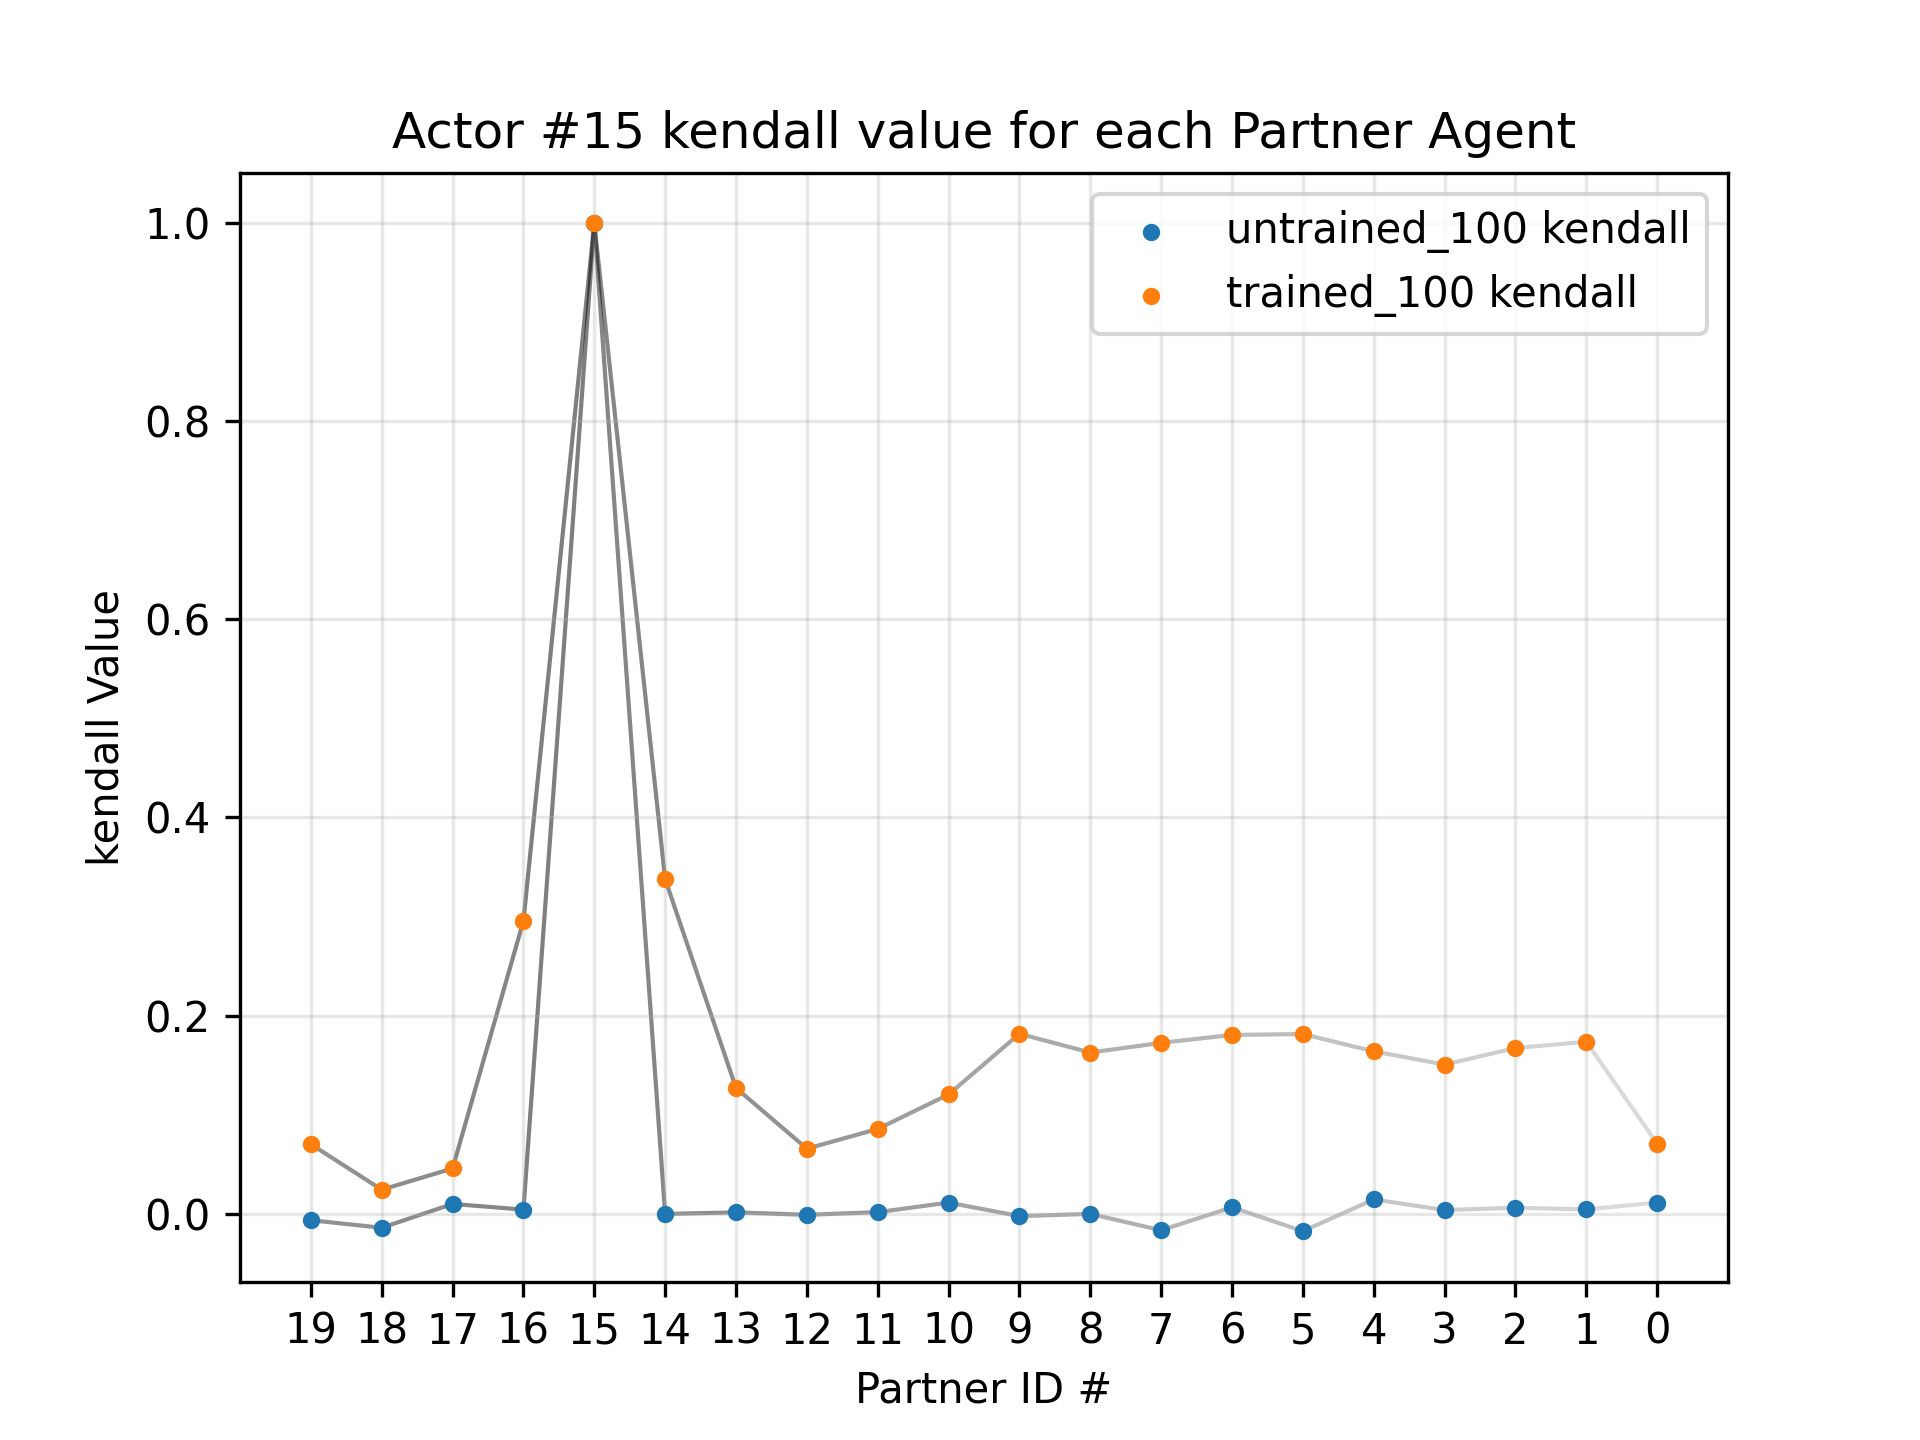 Actor #15 kendall value for each Partner Agent
untrained_100 kendall
trained_100 kendall
kendall Value
1.0
0.8
0.6
0.4
0.2
0.0
19 18 17 16 15 14 13 12 11 10 9 8 7 6 5 4 3 2 1 0
Partner ID #